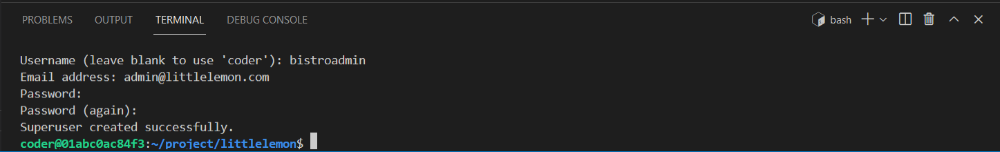 PROBLEMS OUTPUT TERMINAL DEBUG CONSOLE bash
Username (leave blank to use 'coder'): bistroadmin
Email address: admin@littlelemon.com
Password:
Password (again):
Superuser created successfully.
coder@01abc0ac84f3:~/project/littlelemon$